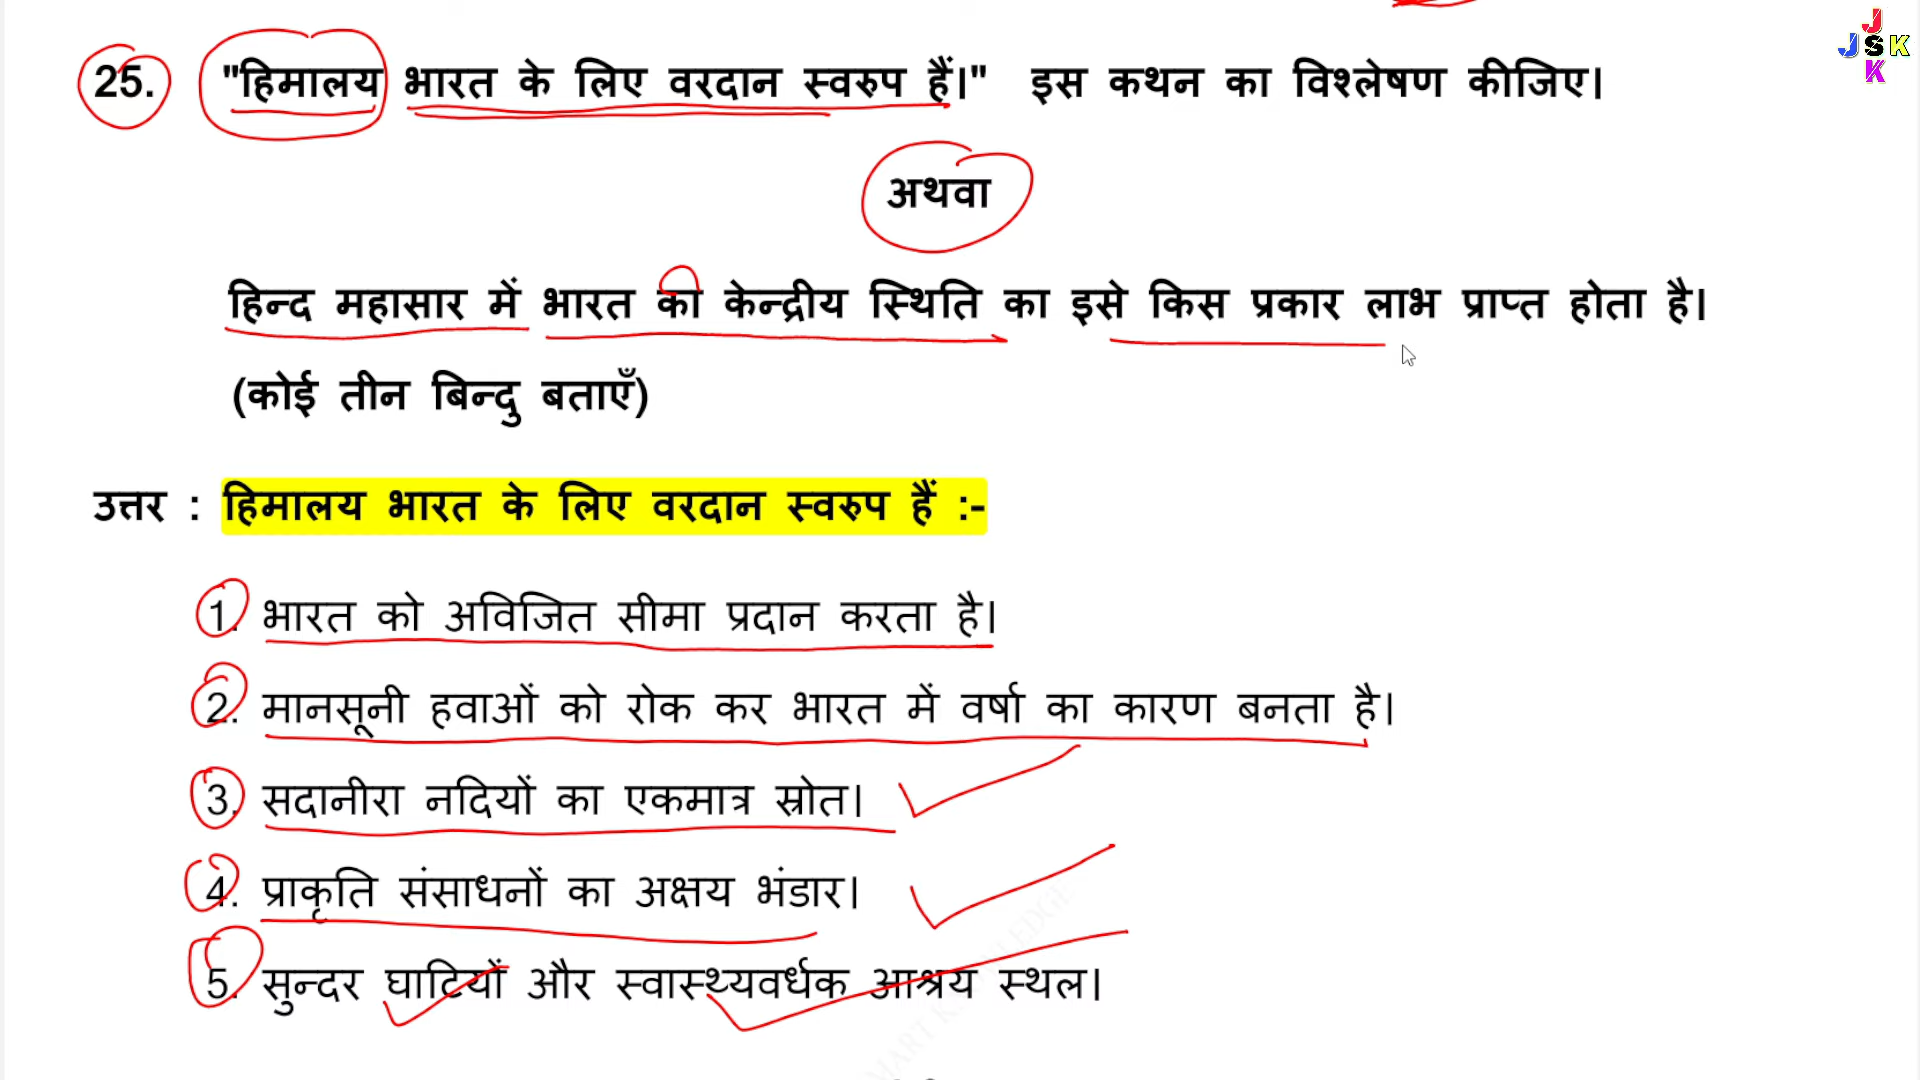 J
J S K
K
25. "हिमालय भारत के लिए वरदान स्वरुप हैं।" इस कथन का विश्लेषण कीजिए।
अथवा
हिन्द महासार में भारत की केन्द्रीय स्थिति का इसे किस प्रकार लाभ प्राप्त होता है।
(कोई तीन बिन्दु बताएँ)
उत्तर : हिमालय भारत के लिए वरदान स्वरुप हैं :-
1. भारत को अविजित सीमा प्रदान करता है।
2. मानसूनी हवाओं को रोक कर भारत में वर्षा का कारण बनता है।
3. सदानीरा नदियों का एकमात्र स्रोत।
4. प्राकृति संसाधनों का अक्षय भंडार।
5. सुन्दर घाटियों और स्वास्थ्यवर्धक आश्रय स्थल।